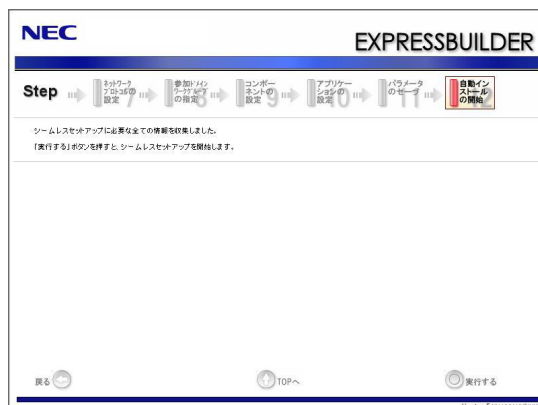 NEC
EXPRESSBUILDER
Step
ネットワーク
プロトコルの
設定 7
参加ドメイン
ワークグループ
の指定 8
コンポー
ネントの
設定 9
アプリケー
ションの
設定 10
パラメータ
のセーブ 11
自動イン
ストール
の開始 12
シームレスセットアップに必要な全ての情報を収集しました。
「実行する」ボタンを押すと、シームレスセットアップを開始します。
戻る
TOPへ
実行する